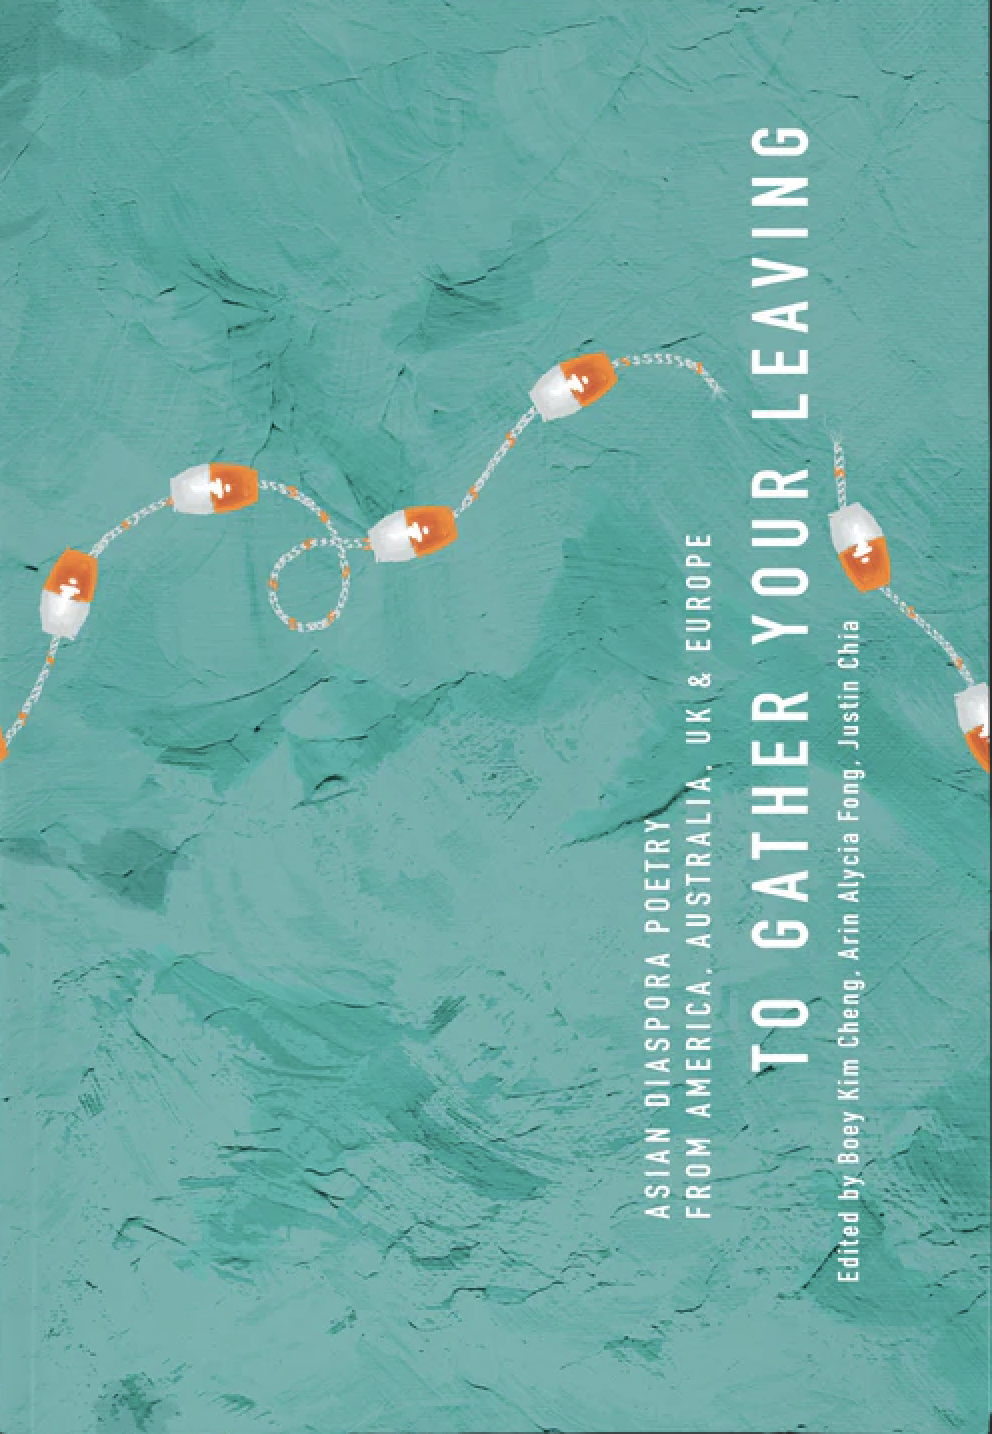 ASIAN DIASPORA POETRY
FROM AMERICA, AUSTRALIA, UK & EUROPE
TO GATHER YOUR LEAVING
Edited by Boey Kim Cheng, Arin Alycia Fong, Justin Chia